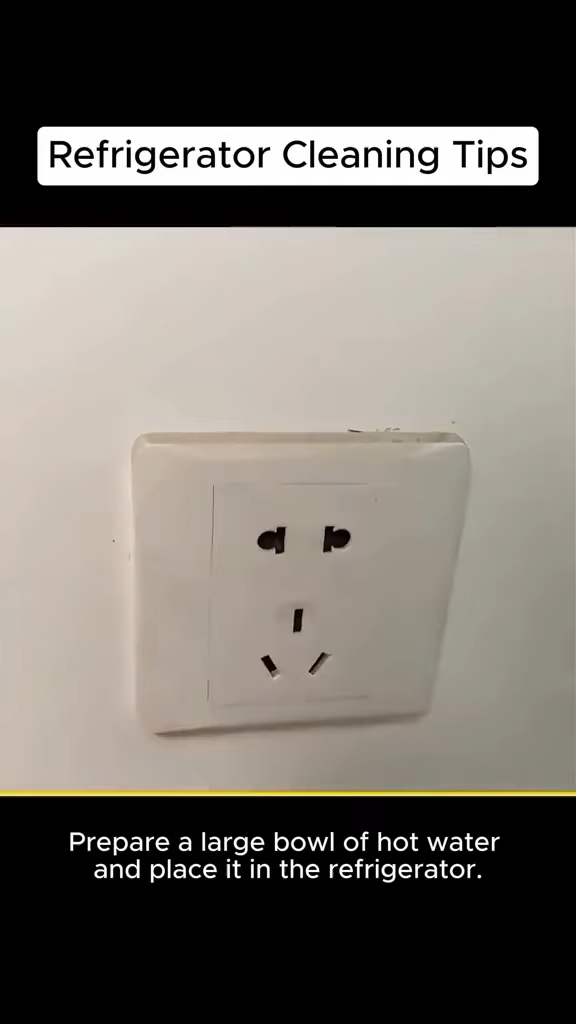 Refrigerator Cleaning Tips
Prepare a large bowl of hot water
and place it in the refrigerator.